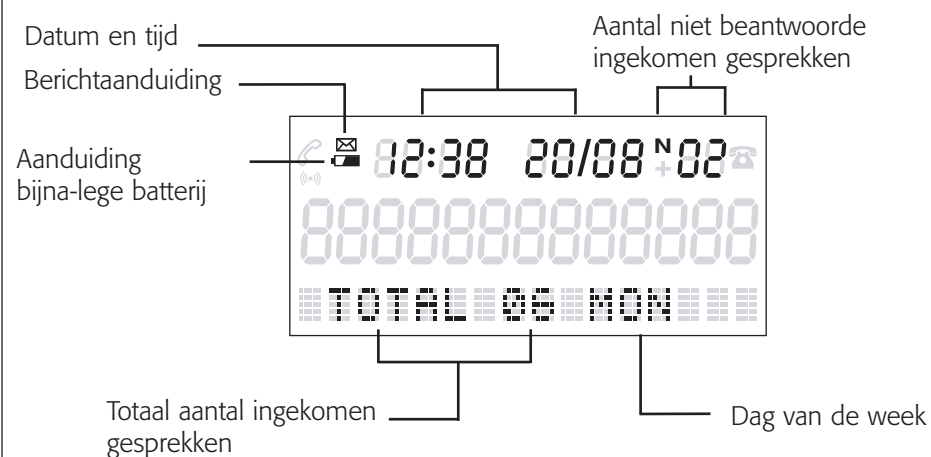 Datum en tijd
Aantal niet beantwoorde
ingekomen gesprekken
Berichtaanduiding
Aanduiding
bijna-lege batterij
12:38 20/08 N 02
+
TOTAL 06 MON
Totaal aantal ingekomen
gesprekken
Dag van de week